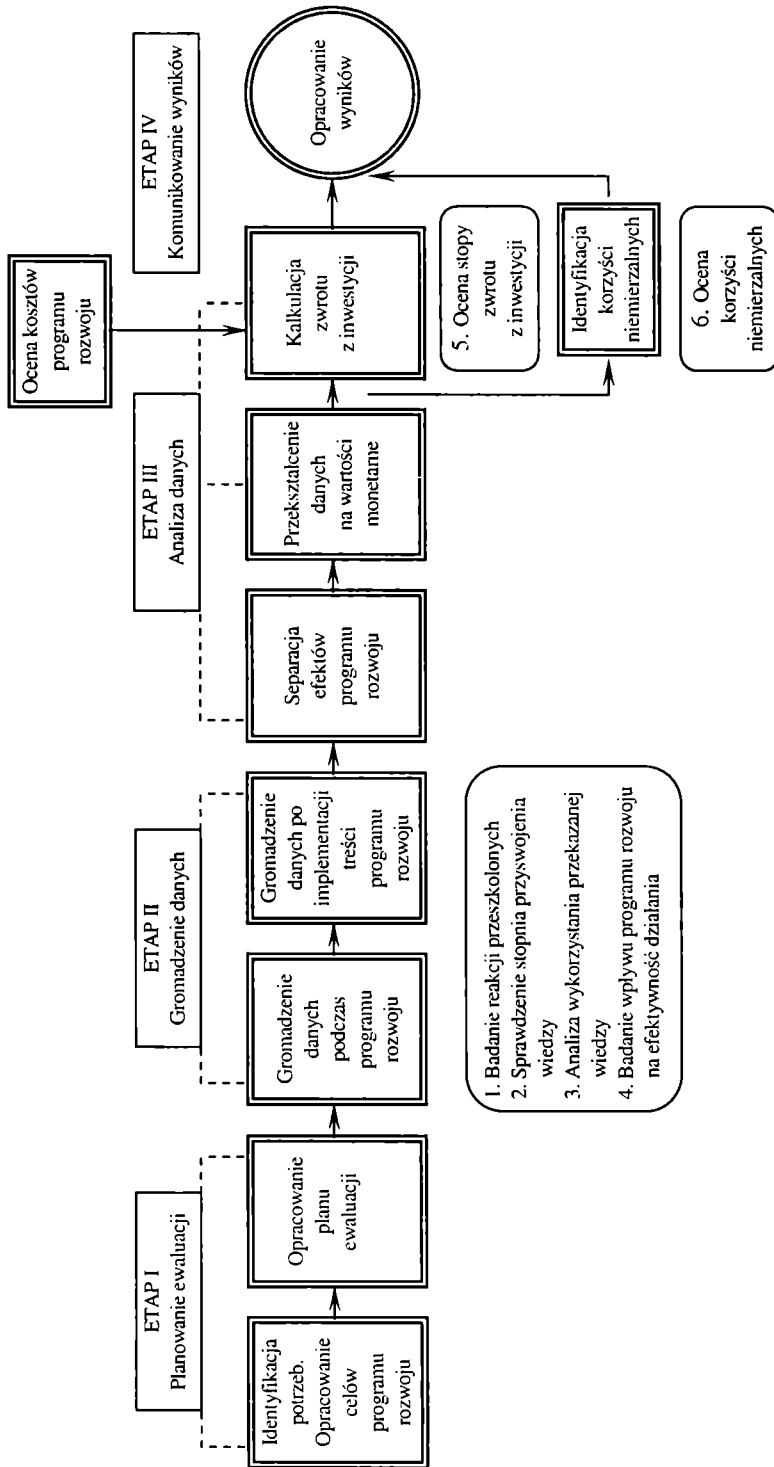 ETAP I
Planowanie ewaluacji
Identyfikacja
potrzeb.
Opracowanie
celów
programu
rozwoju
Opracowanie
planu
ewaluacji
ETAP II
Gromadzenie danych
Gromadzenie
danych
podczas
programu
rozwoju
Gromadzenie
danych po
implementacji
treści
programu
rozwoju
1. Badanie reakcji przeszkolonych
2. Sprawdzenie stopnia przyswojenia
wiedzy
3. Analiza wykorzystania przekazanej
wiedzy
4. Badanie wpływu programu rozwoju
na efektywność działania
ETAP III
Analiza danych
Separacja
efektów
programu
rozwoju
Przekształcenie
danych
na wartości
monetarne
Ocena kosztów
programu
rozwoju
Kalkulacja
zwrotu
z inwestycji
5. Ocena stopy
zwrotu
z inwestycji
Identyfikacja
korzyści
niemierzalnych
6. Ocena
korzyści
niemierzalnych
ETAP IV
Komunikowanie wyników
Opracowanie
wyników